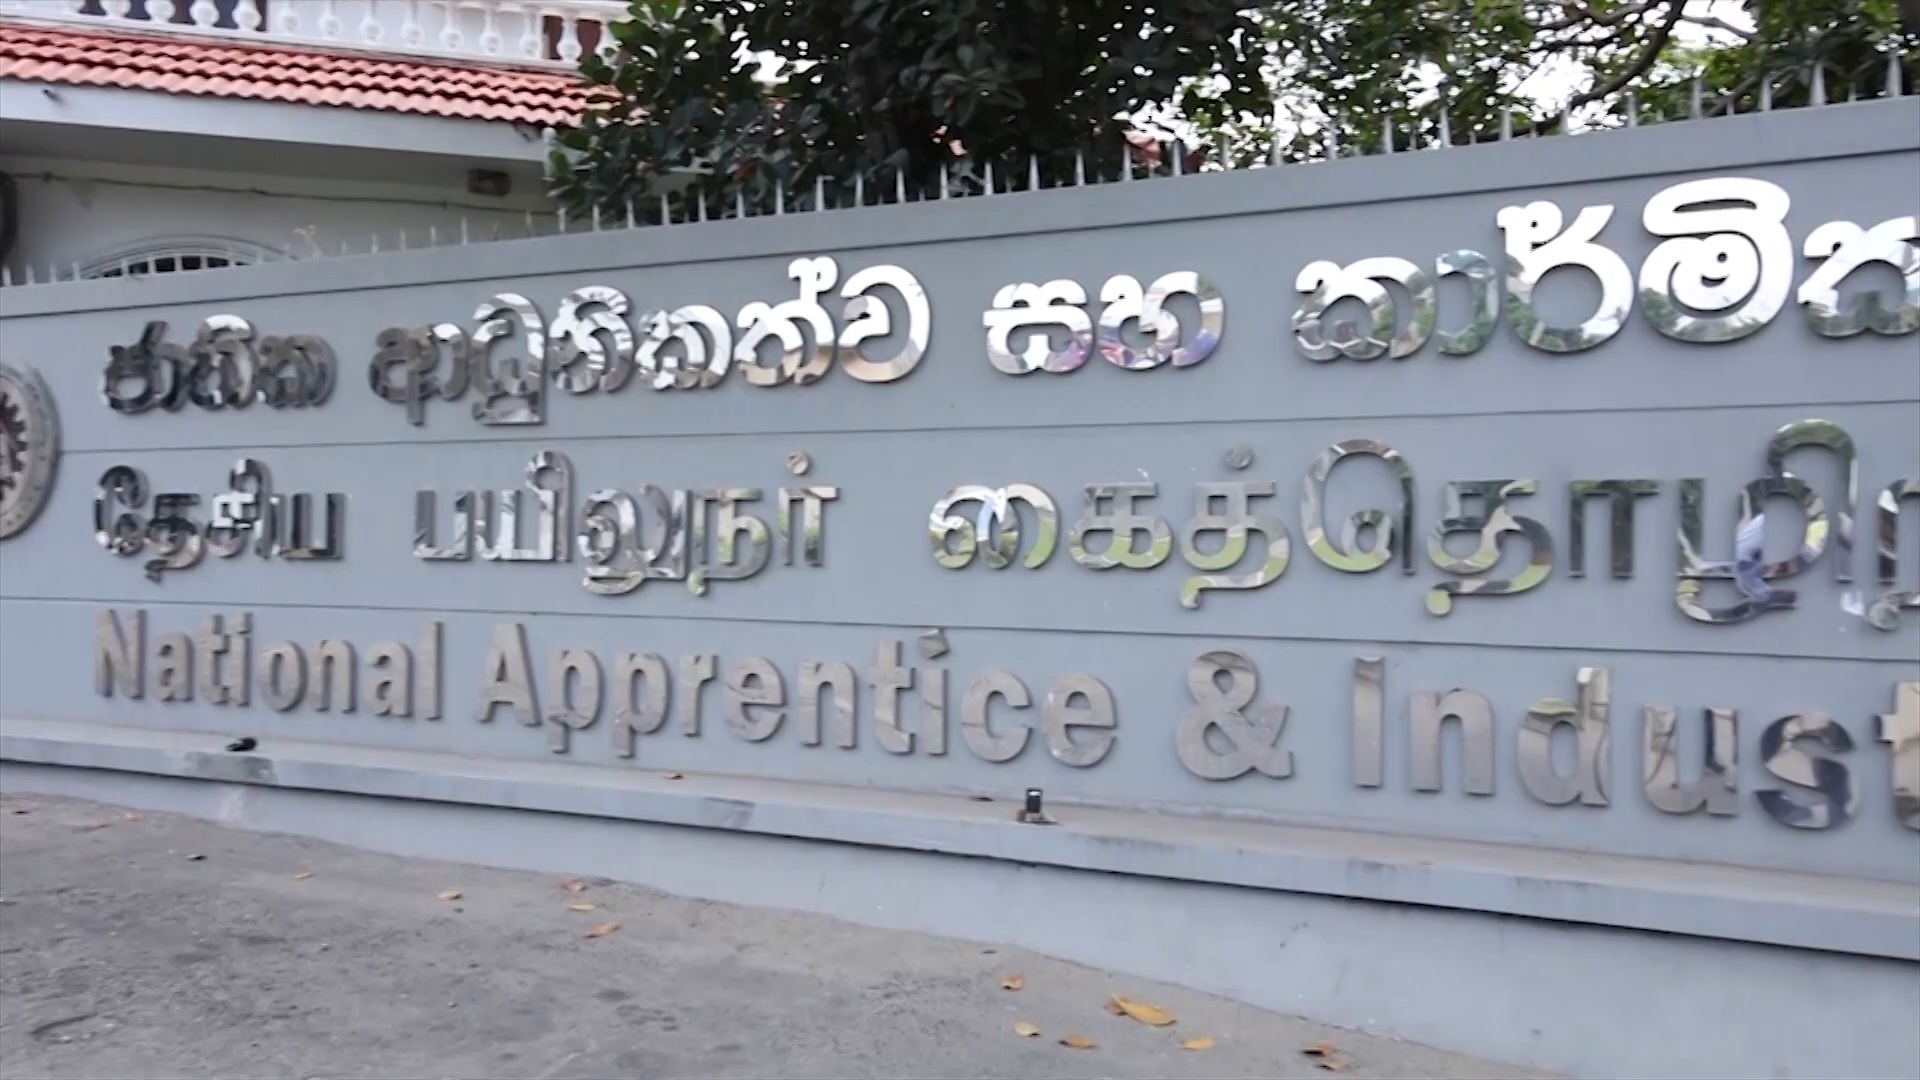 ජාතික ආධුනිකත්ව සහ කාර්මික
தேசிய பயிலுநர் கைத்தொழிற்
National Apprentice & Indust